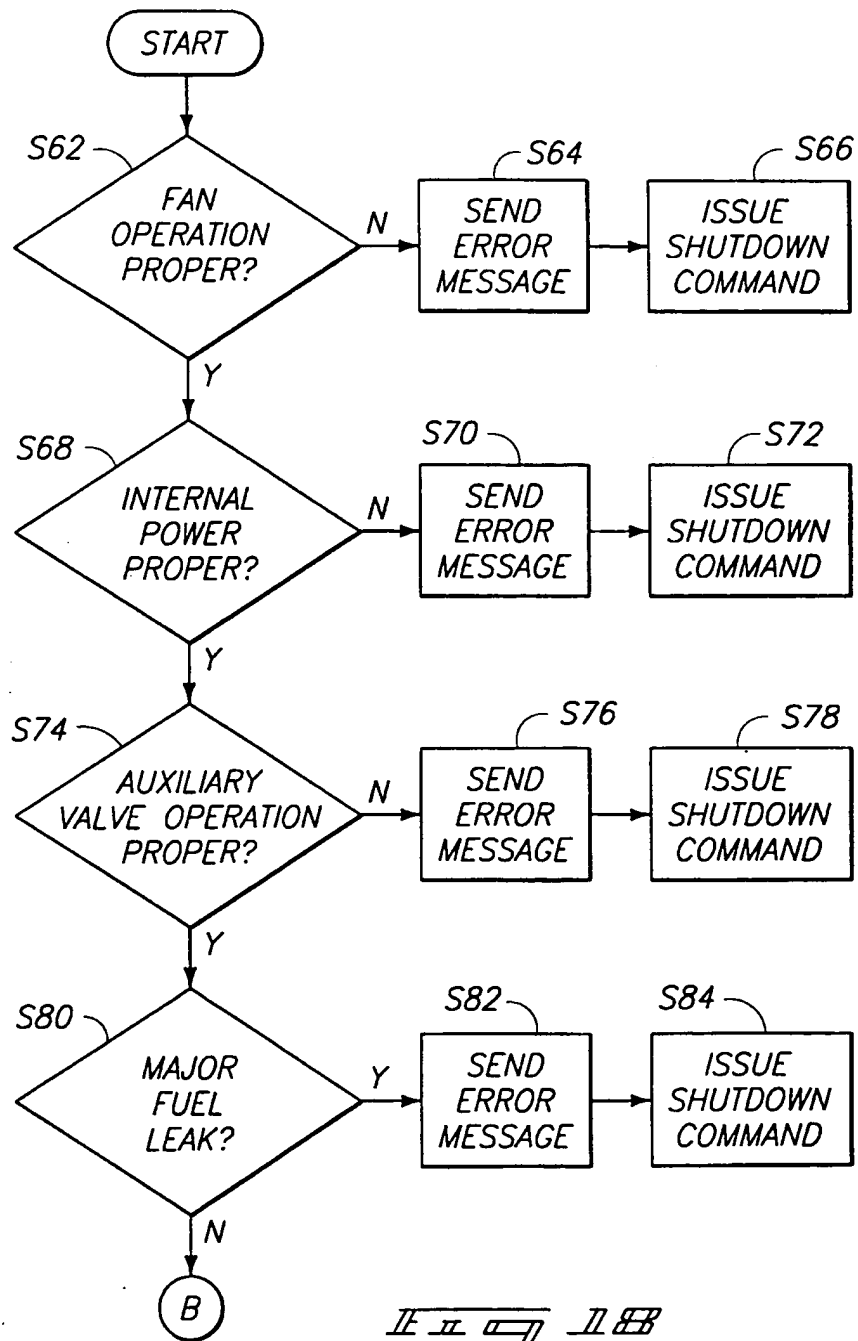 START
S62
FAN
OPERATION
PROPER?
N
S64
SEND
ERROR
MESSAGE
S66
ISSUE
SHUTDOWN
COMMAND
Y
S68
INTERNAL
POWER
PROPER?
N
S70
SEND
ERROR
MESSAGE
S72
ISSUE
SHUTDOWN
COMMAND
Y
S74
AUXILIARY
VALVE OPERATION
PROPER?
N
S76
SEND
ERROR
MESSAGE
S78
ISSUE
SHUTDOWN
COMMAND
Y
S80
MAJOR
FUEL
LEAK?
Y
S82
SEND
ERROR
MESSAGE
S84
ISSUE
SHUTDOWN
COMMAND
N
B
Fig 18